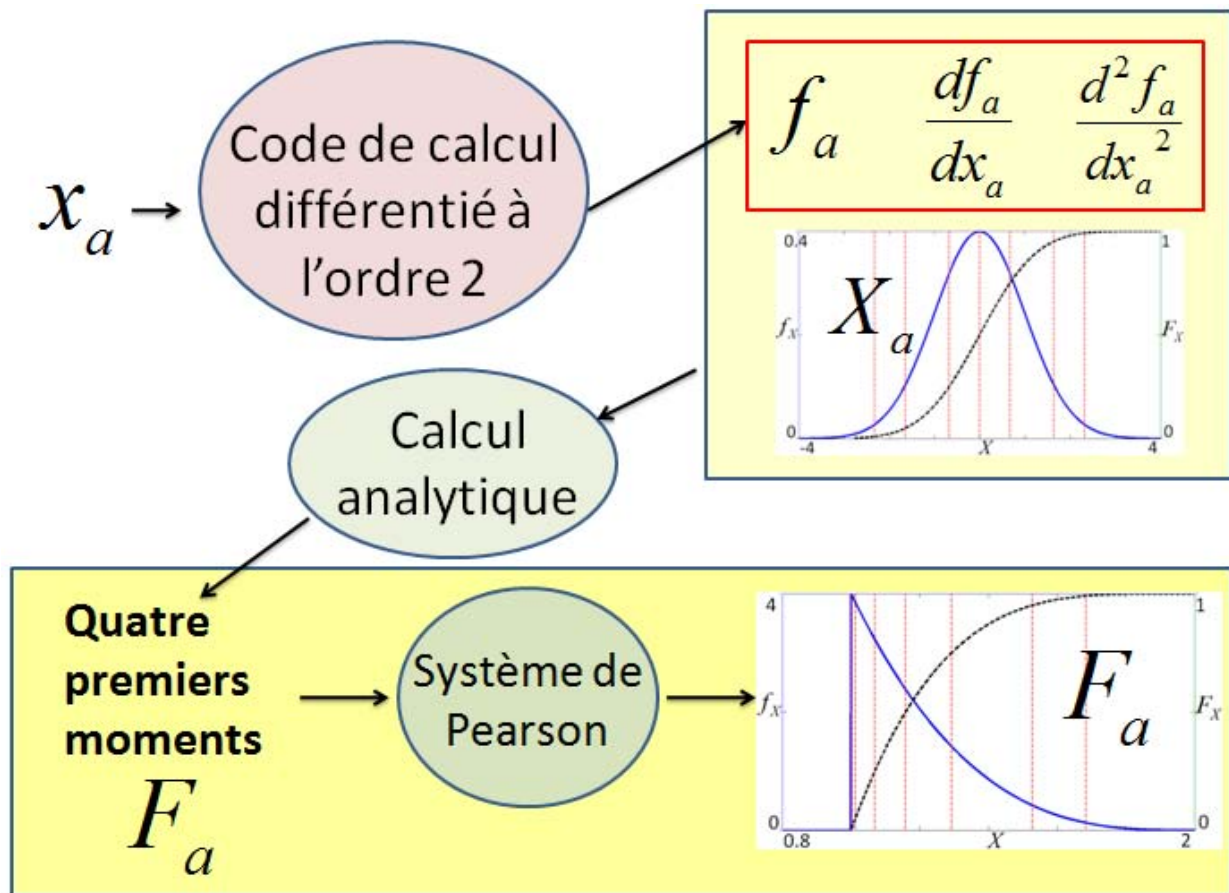 x_a
Code de calcul
différentié à
l'ordre 2
f_a df_a/dx_a d²f_a/dx_a²
0.4 1
f_X X_a F_X
0 0
-4 X 4
Calcul
analytique
Quatre
premiers
moments
F_a
Système de
Pearson
4 1
f_X F_a F_X
0 0
0.8 X 2